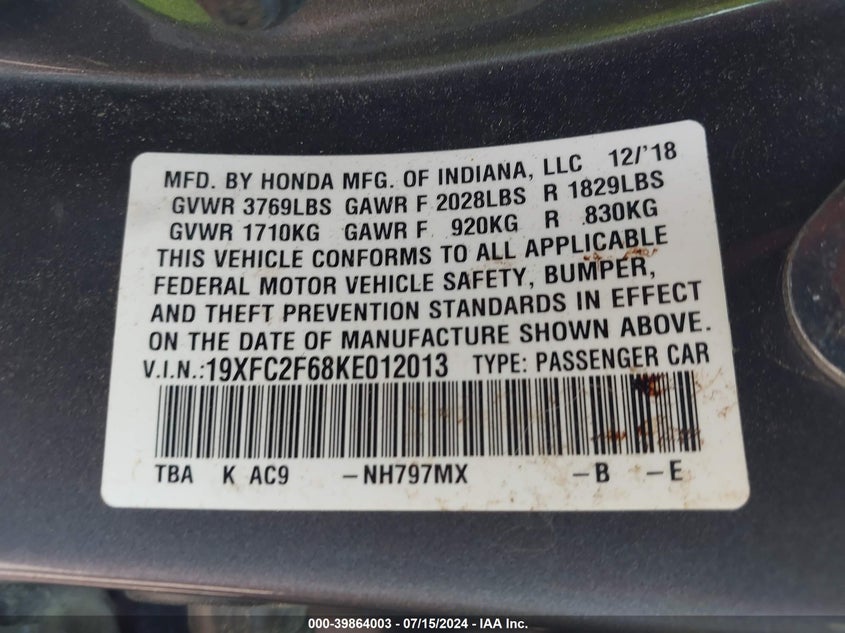 MFD. BY HONDA MFG. OF INDIANA, LLC 12/'18
GVWR 3769LBS GAWR F 2028LBS R 1829LBS
GVWR 1710KG GAWR F 920KG R 830KG
THIS VEHICLE CONFORMS TO ALL APPLICABLE
FEDERAL MOTOR VEHICLE SAFETY, BUMPER,
AND THEFT PREVENTION STANDARDS IN EFFECT
ON THE DATE OF MANUFACTURE SHOWN ABOVE.
V.I.N.:19XFC2F68KE012013 TYPE: PASSENGER CAR
TBA K AC9 –NH797MX –B –E
000-39864003 / 07/15/2024 - IAA Inc.